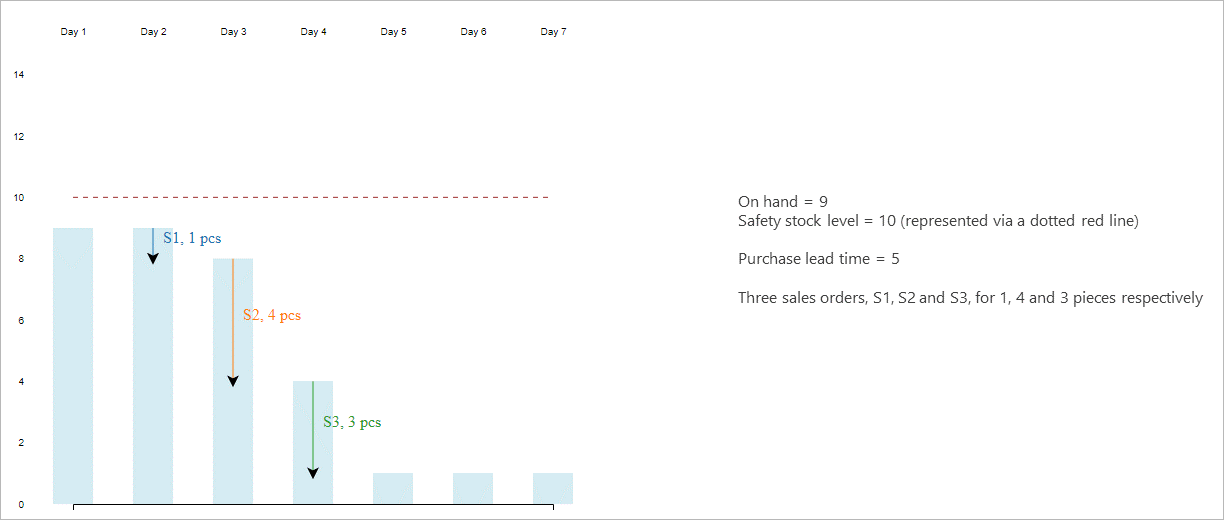 Day 1 Day 2 Day 3 Day 4 Day 5 Day 6 Day 7
14
12
10
On hand = 9
Safety stock level = 10 (represented via a dotted red line)
S1, 1 pcs
8
Purchase lead time = 5
Three sales orders, S1, S2 and S3, for 1, 4 and 3 pieces respectively
S2, 4 pcs
6
4
S3, 3 pcs
2
0